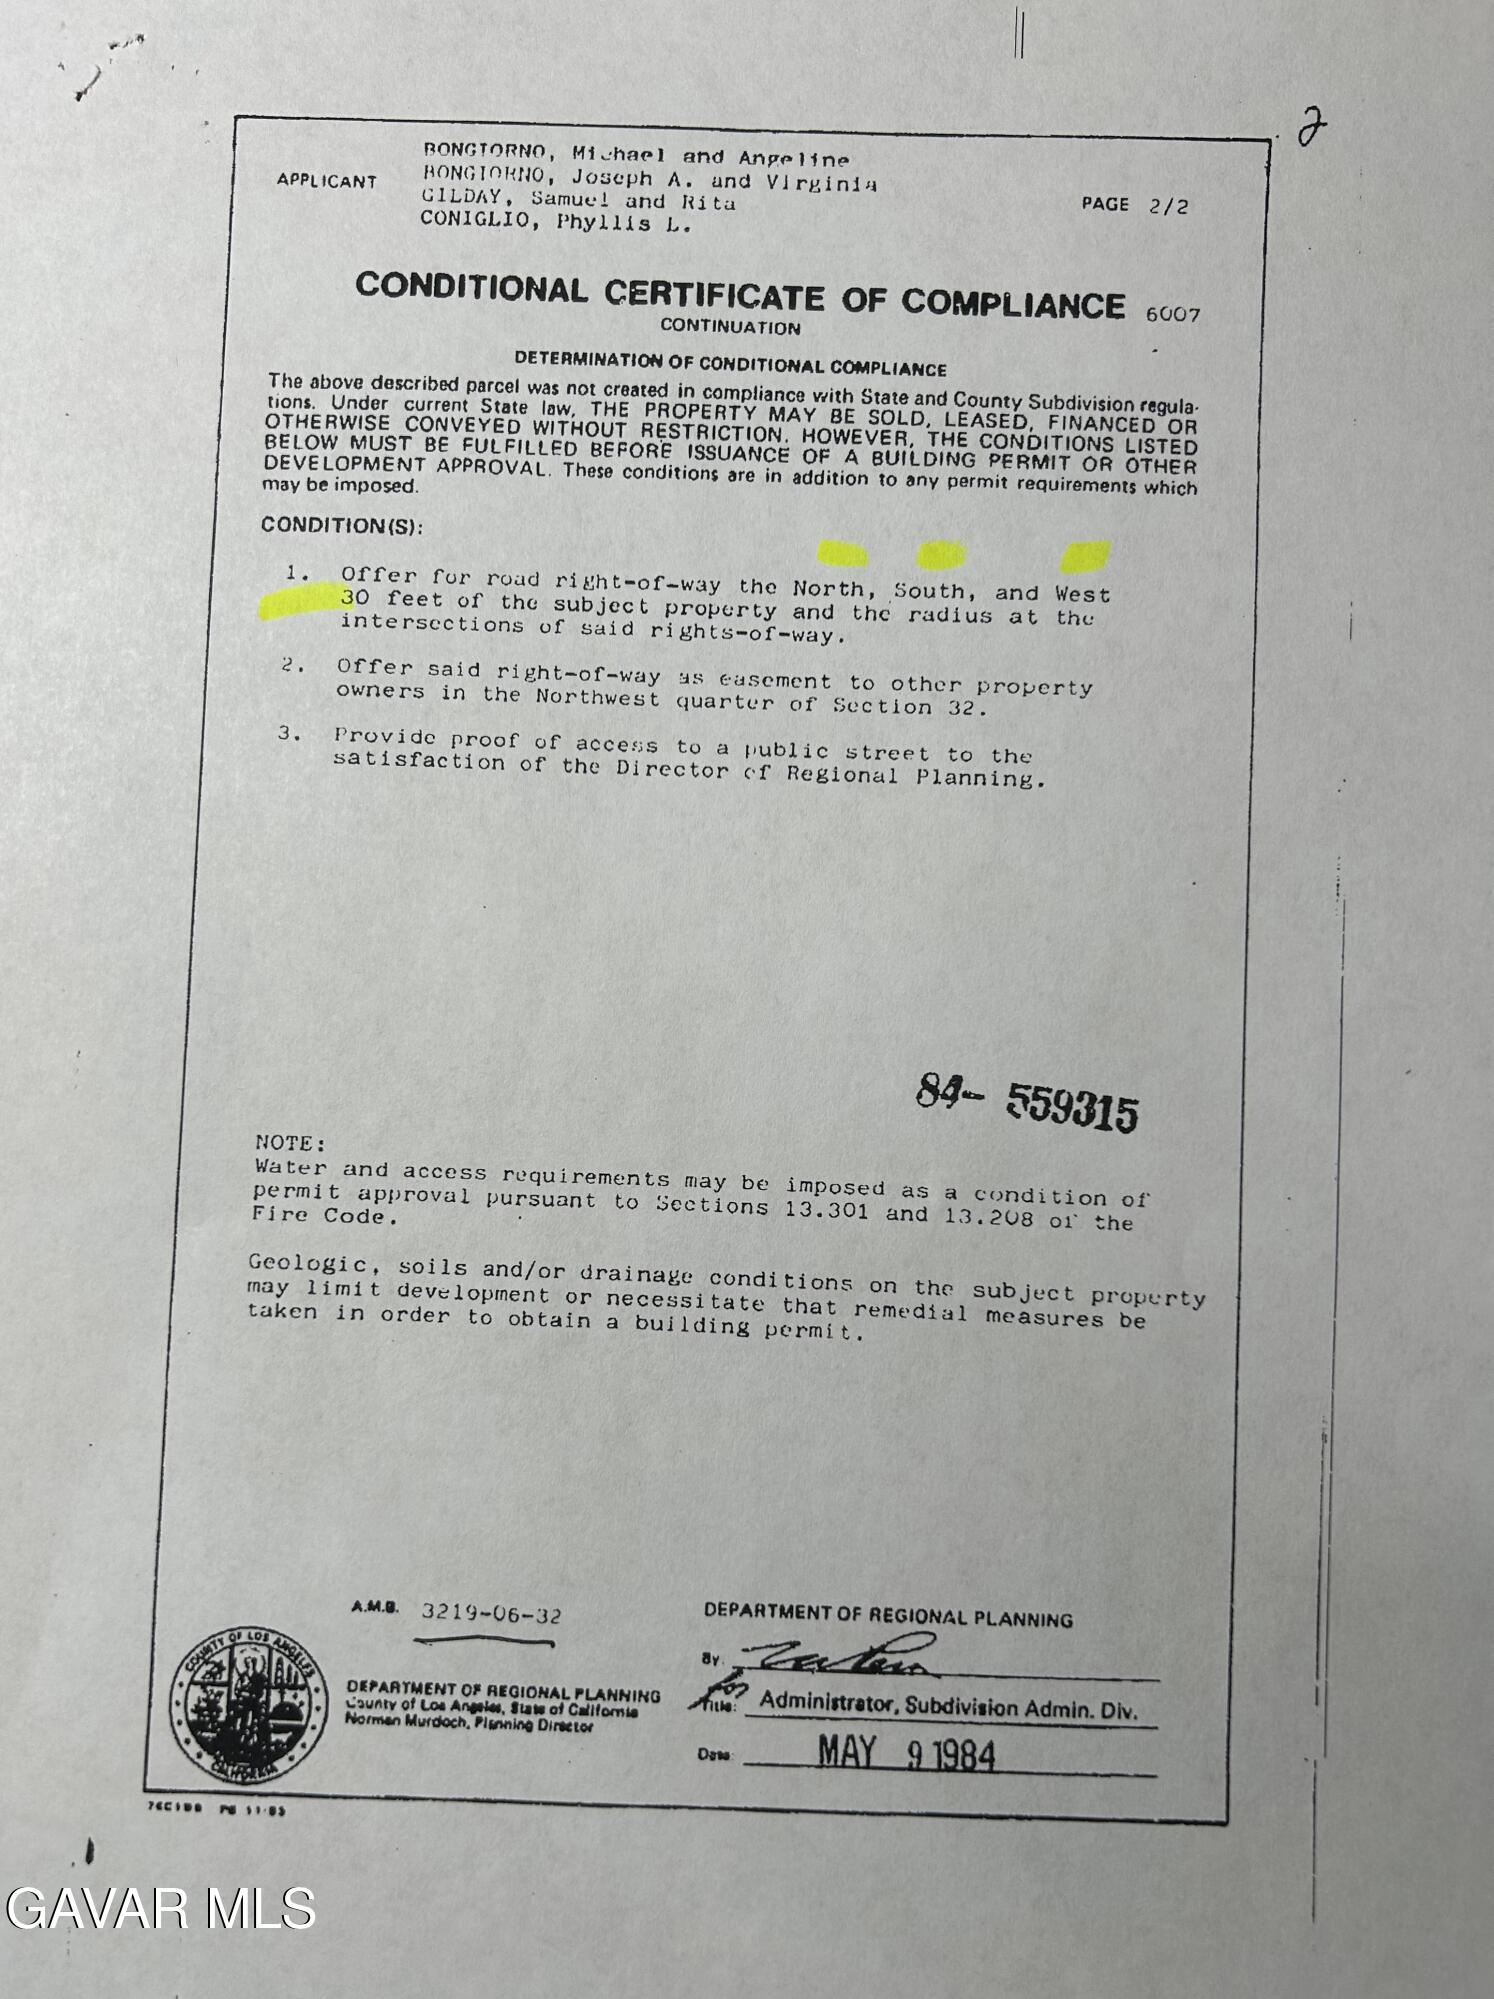 2
BONGIORNO, Michael and Angeline
APPLICANT BONGIORNO, Joseph A. and Virginia
GILDAY, Samuel and Rita
PAGE 2/2
CONIGLIO, Phyllis L.
CONDITIONAL CERTIFICATE OF COMPLIANCE 6007
CONTINUATION
DETERMINATION OF CONDITIONAL COMPLIANCE
The above described parcel was not created in compliance with State and County Subdivision regula-
tions. Under current State law, THE PROPERTY MAY BE SOLD, LEASED, FINANCED OR
OTHERWISE CONVEYED WITHOUT RESTRICTION. HOWEVER, THE CONDITIONS LISTED
BELOW MUST BE FULFILLED BEFORE ISSUANCE OF A BUILDING PERMIT OR OTHER
DEVELOPMENT APPROVAL. These conditions are in addition to any permit requirements which
may be imposed.
CONDITION(S):
1. Offer for road right-of-way the North, South, and West
30 feet of the subject property and the radius at the
intersections of said rights-of-way.
2. Offer said right-of-way as easement to other property
owners in the Northwest quarter of Section 32.
3. Provide proof of access to a public street to the
satisfaction of the Director of Regional Planning.
84- 559315
NOTE:
Water and access requirements may be imposed as a condition of
permit approval pursuant to Sections 13.301 and 13.208 of the
Fire Code.
Geologic, soils and/or drainage conditions on the subject property
may limit development or necessitate that remedial measures be
taken in order to obtain a building permit.
A.M.B. 3219-06-32
DEPARTMENT OF REGIONAL PLANNING
By:
for
Title: Administrator, Subdivision Admin. Div.
Date: MAY 9 1984
COUNTY OF LOS ANGELES
CALIFORNIA
DEPARTMENT OF REGIONAL PLANNING
County of Los Angeles, State of California
Norman Murdoch, Planning Director
11-83
GAVAR MLS